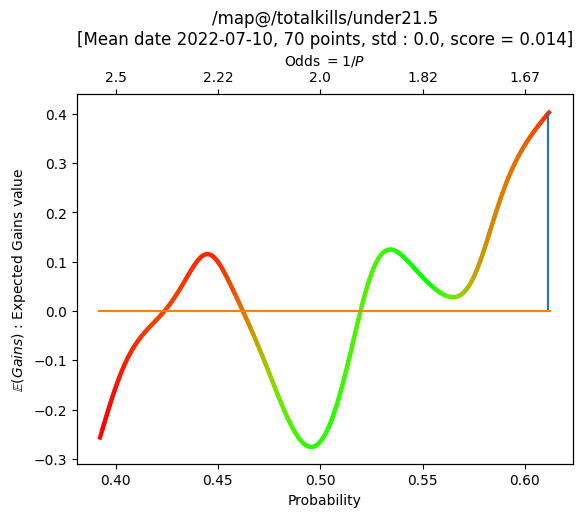 /map@/totalkills/under21.5
[Mean date 2022-07-10, 70 points, std : 0.0, score = 0.014]
Odds = 1/P
2.5 2.22 2.0 1.82 1.67
0.4
0.3
0.2
0.1
0.0
−0.1
−0.2
−0.3
𝔼(Gains) : Expected Gains value
0.40 0.45 0.50 0.55 0.60
Probability